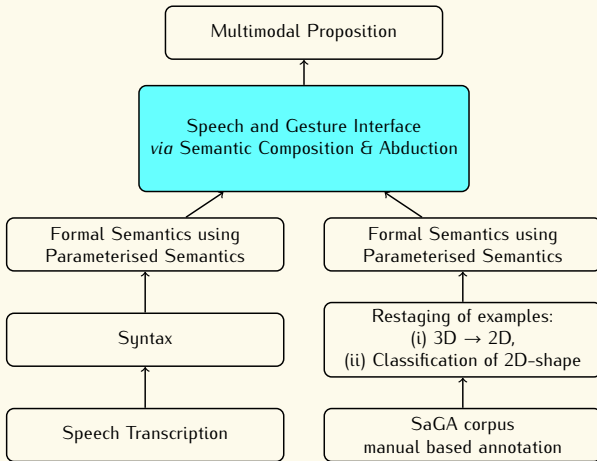 Multimodal Proposition
Speech and Gesture Interface
via Semantic Composition & Abduction
Formal Semantics using
Parameterised Semantics
Formal Semantics using
Parameterised Semantics
Syntax
Restaging of examples:
(i) 3D → 2D,
(ii) Classification of 2D-shape
Speech Transcription
SaGA corpus
manual based annotation